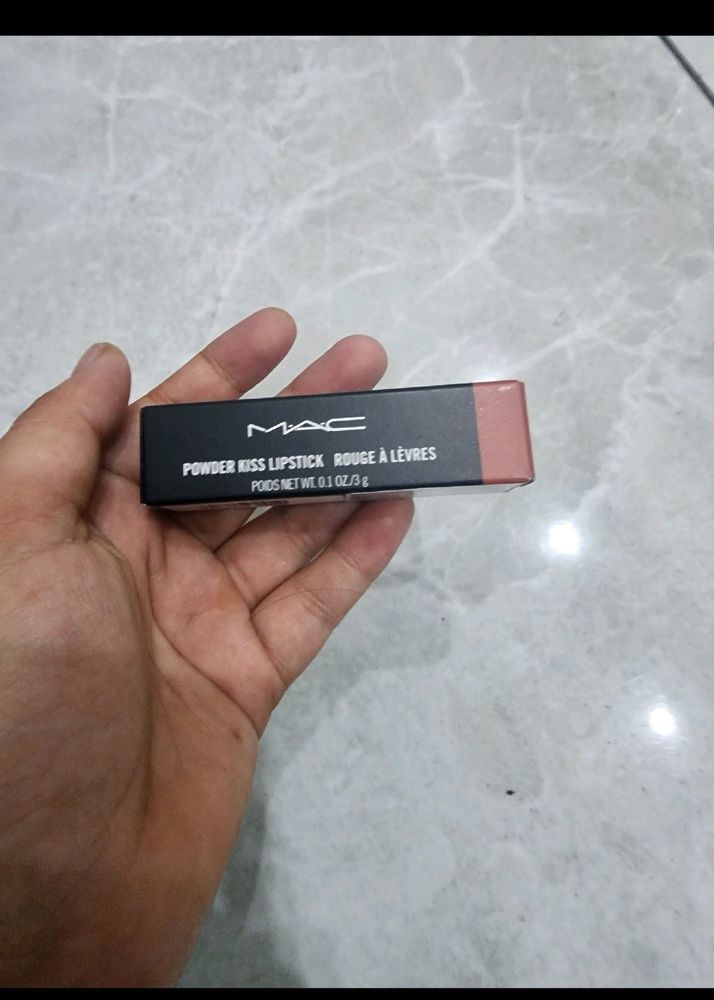 M·A·C
POWDER KISS LIPSTICK ROUGE À LÈVRES
POIDS NET WT. 0.1 OZ./3 g